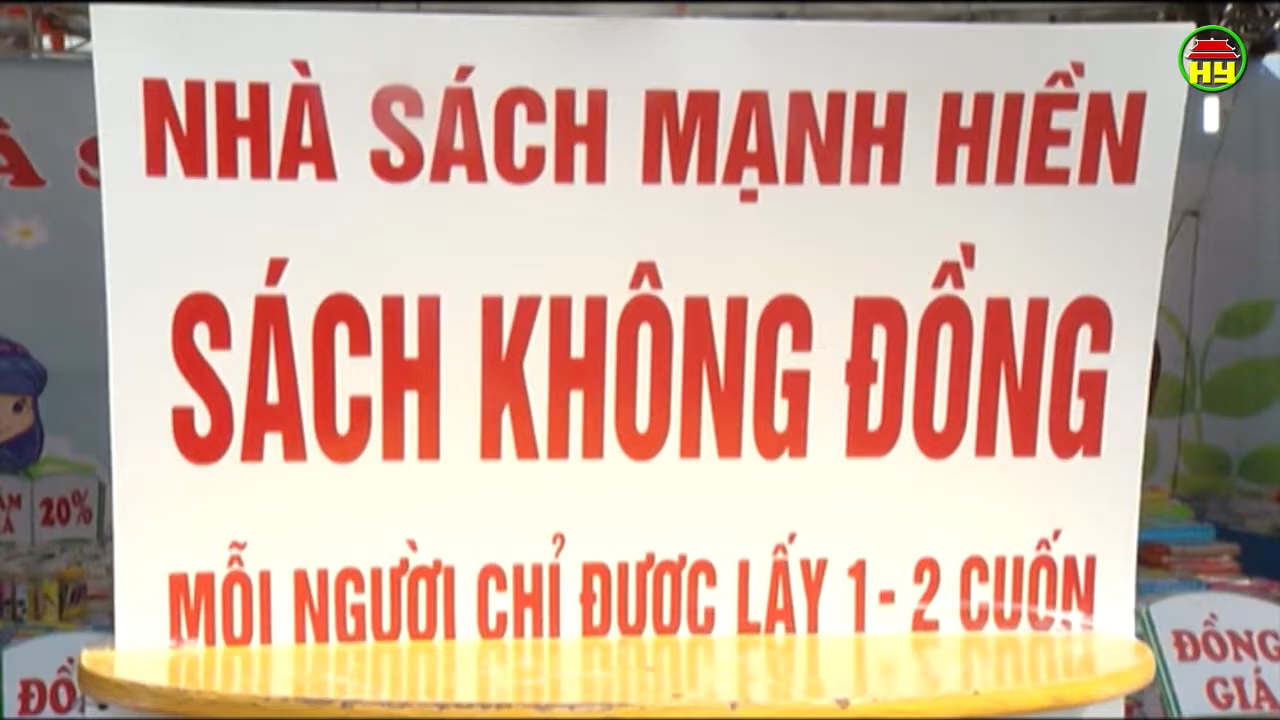 HY
NHÀ SÁCH MẠNH HIỀN
SÁCH KHÔNG ĐỒNG
MỖI NGƯỜI CHỈ ĐƯỢC LẤY 1- 2 CUỐN
20%
ĐỒNG
GIÁ